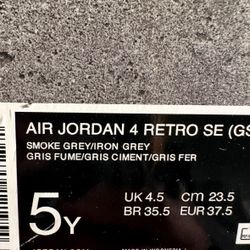 AIR JORDAN 4 RETRO SE (GS
SMOKE GREY/IRON GREY
GRIS FUME/GRIS CIMENT/GRIS FER
5Y
UK 4.5 CM 23.5
BR 35.5 EUR 37.5